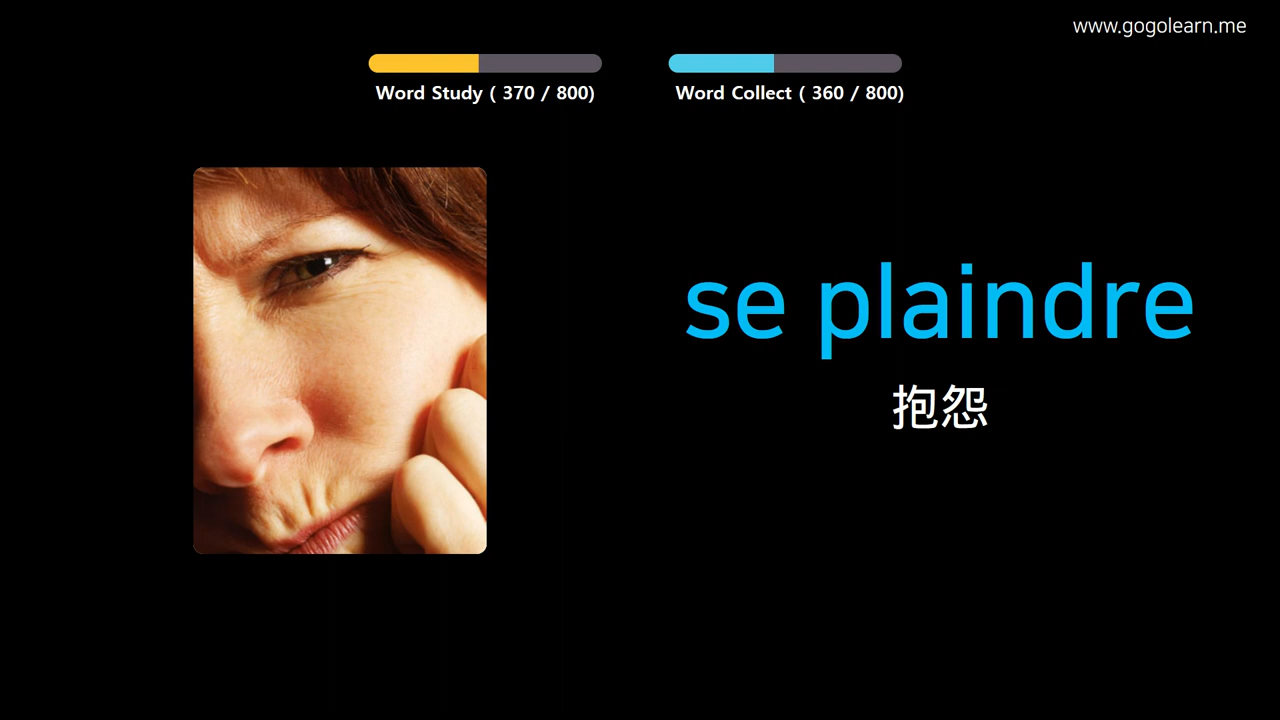 www.gogolearn.me
Word Study ( 370 / 800)
Word Collect ( 360 / 800)
se plaindre
抱怨